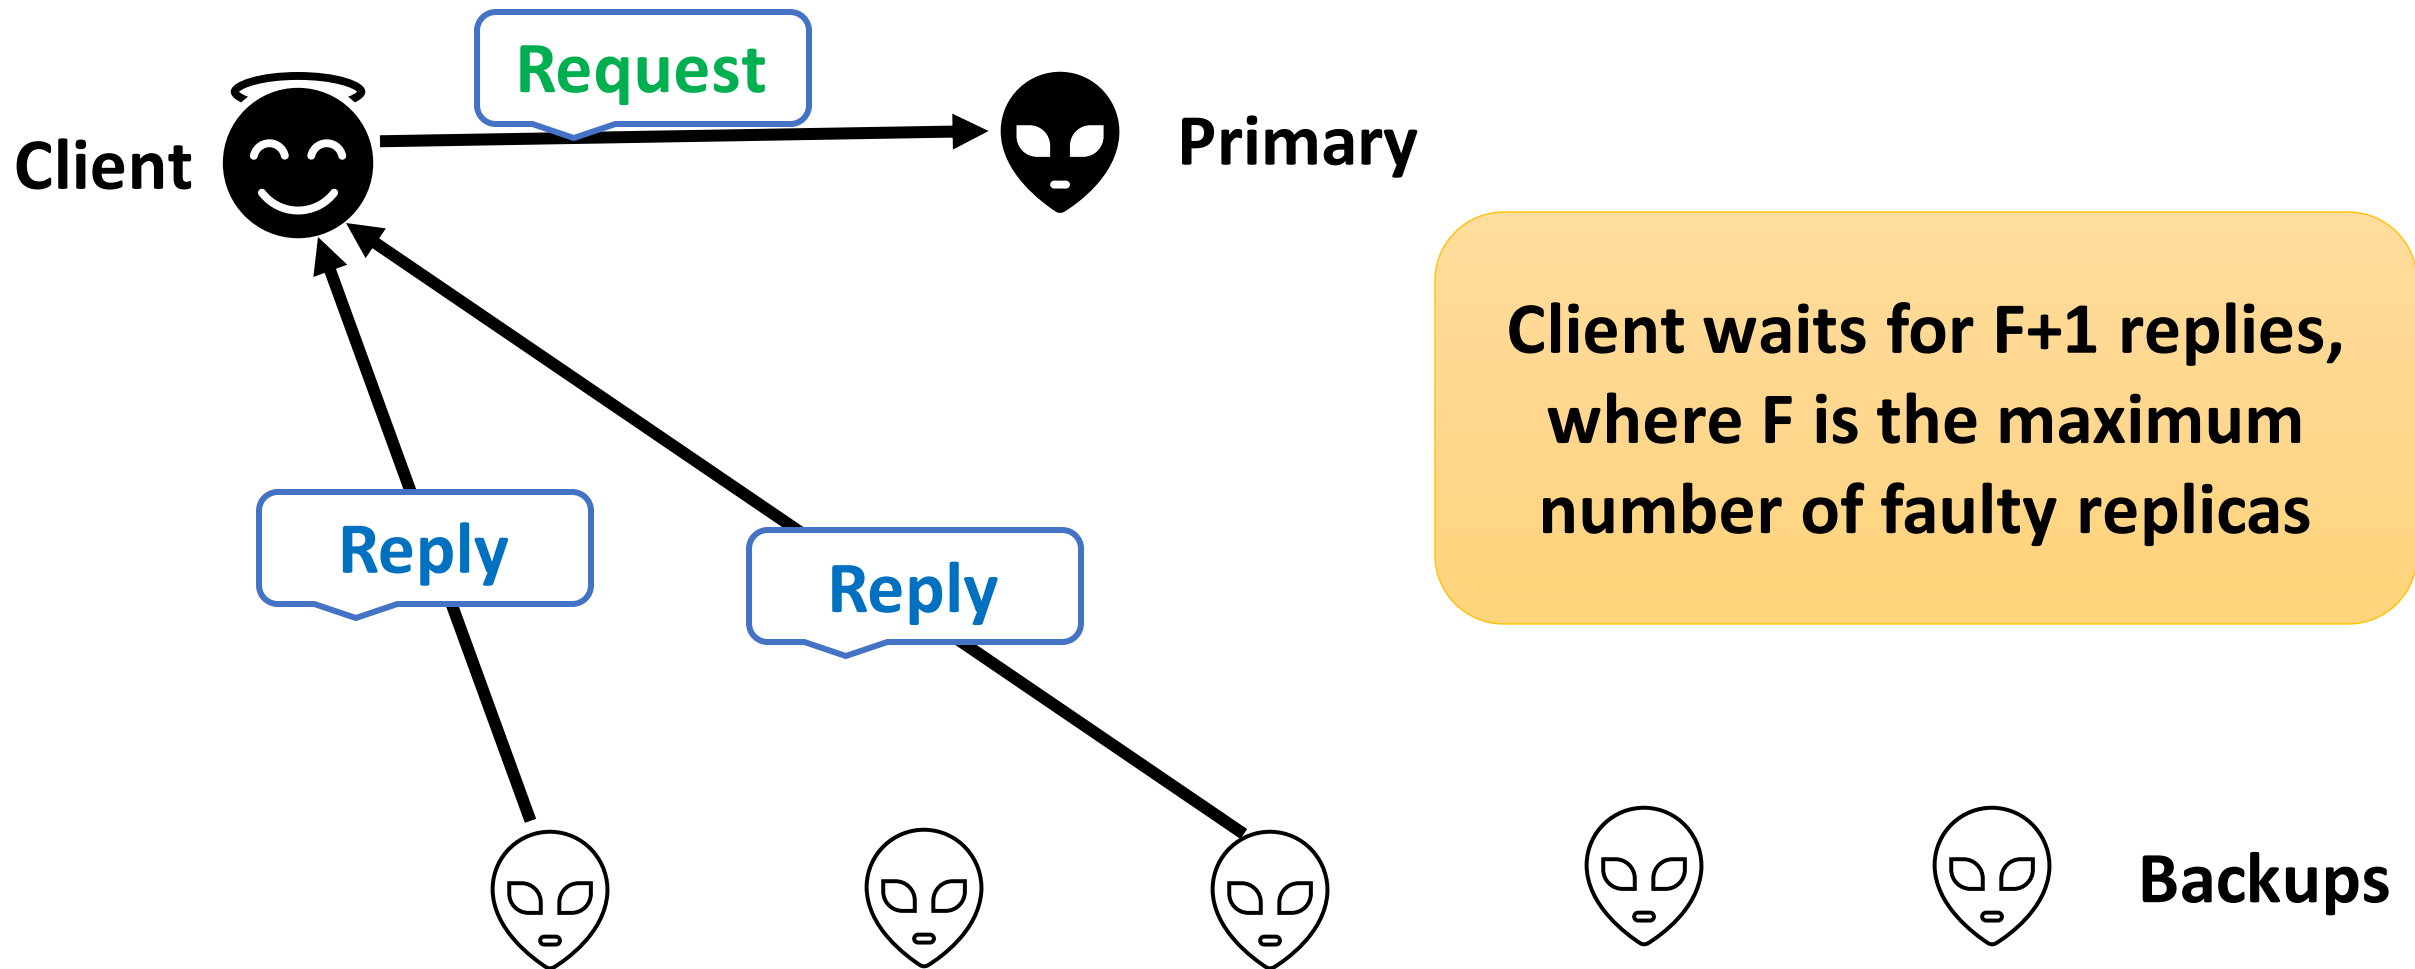 Request
Client
Primary
Client waits for F+1 replies,
where F is the maximum
number of faulty replicas
Reply
Reply
Backups